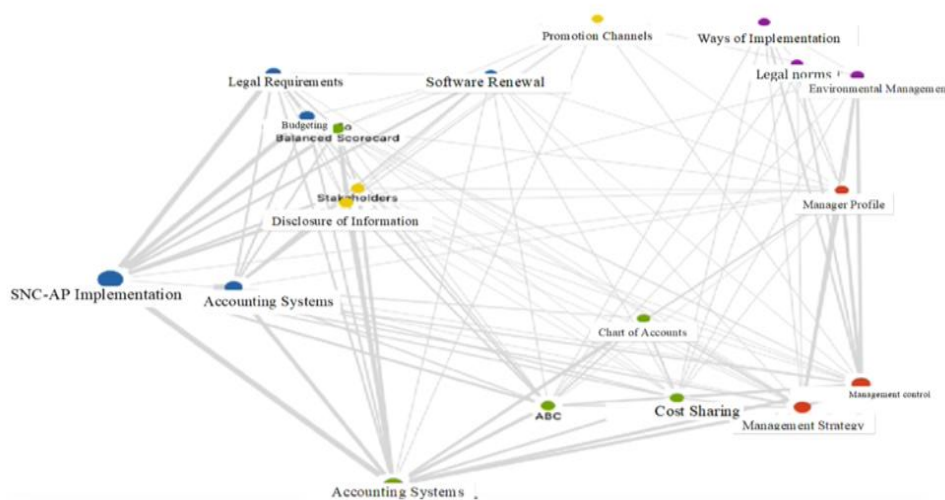 Promotion Channels
Ways of Implementation
Legal norms
Environmental Management
Legal Requirements
Software Renewal
Budgeting
Balanced Scorecard
Stakeholders
Disclosure of Information
Manager Profile
SNC-AP Implementation
Accounting Systems
Chart of Accounts
Management control
ABC
Cost Sharing
Management Strategy
Accounting Systems